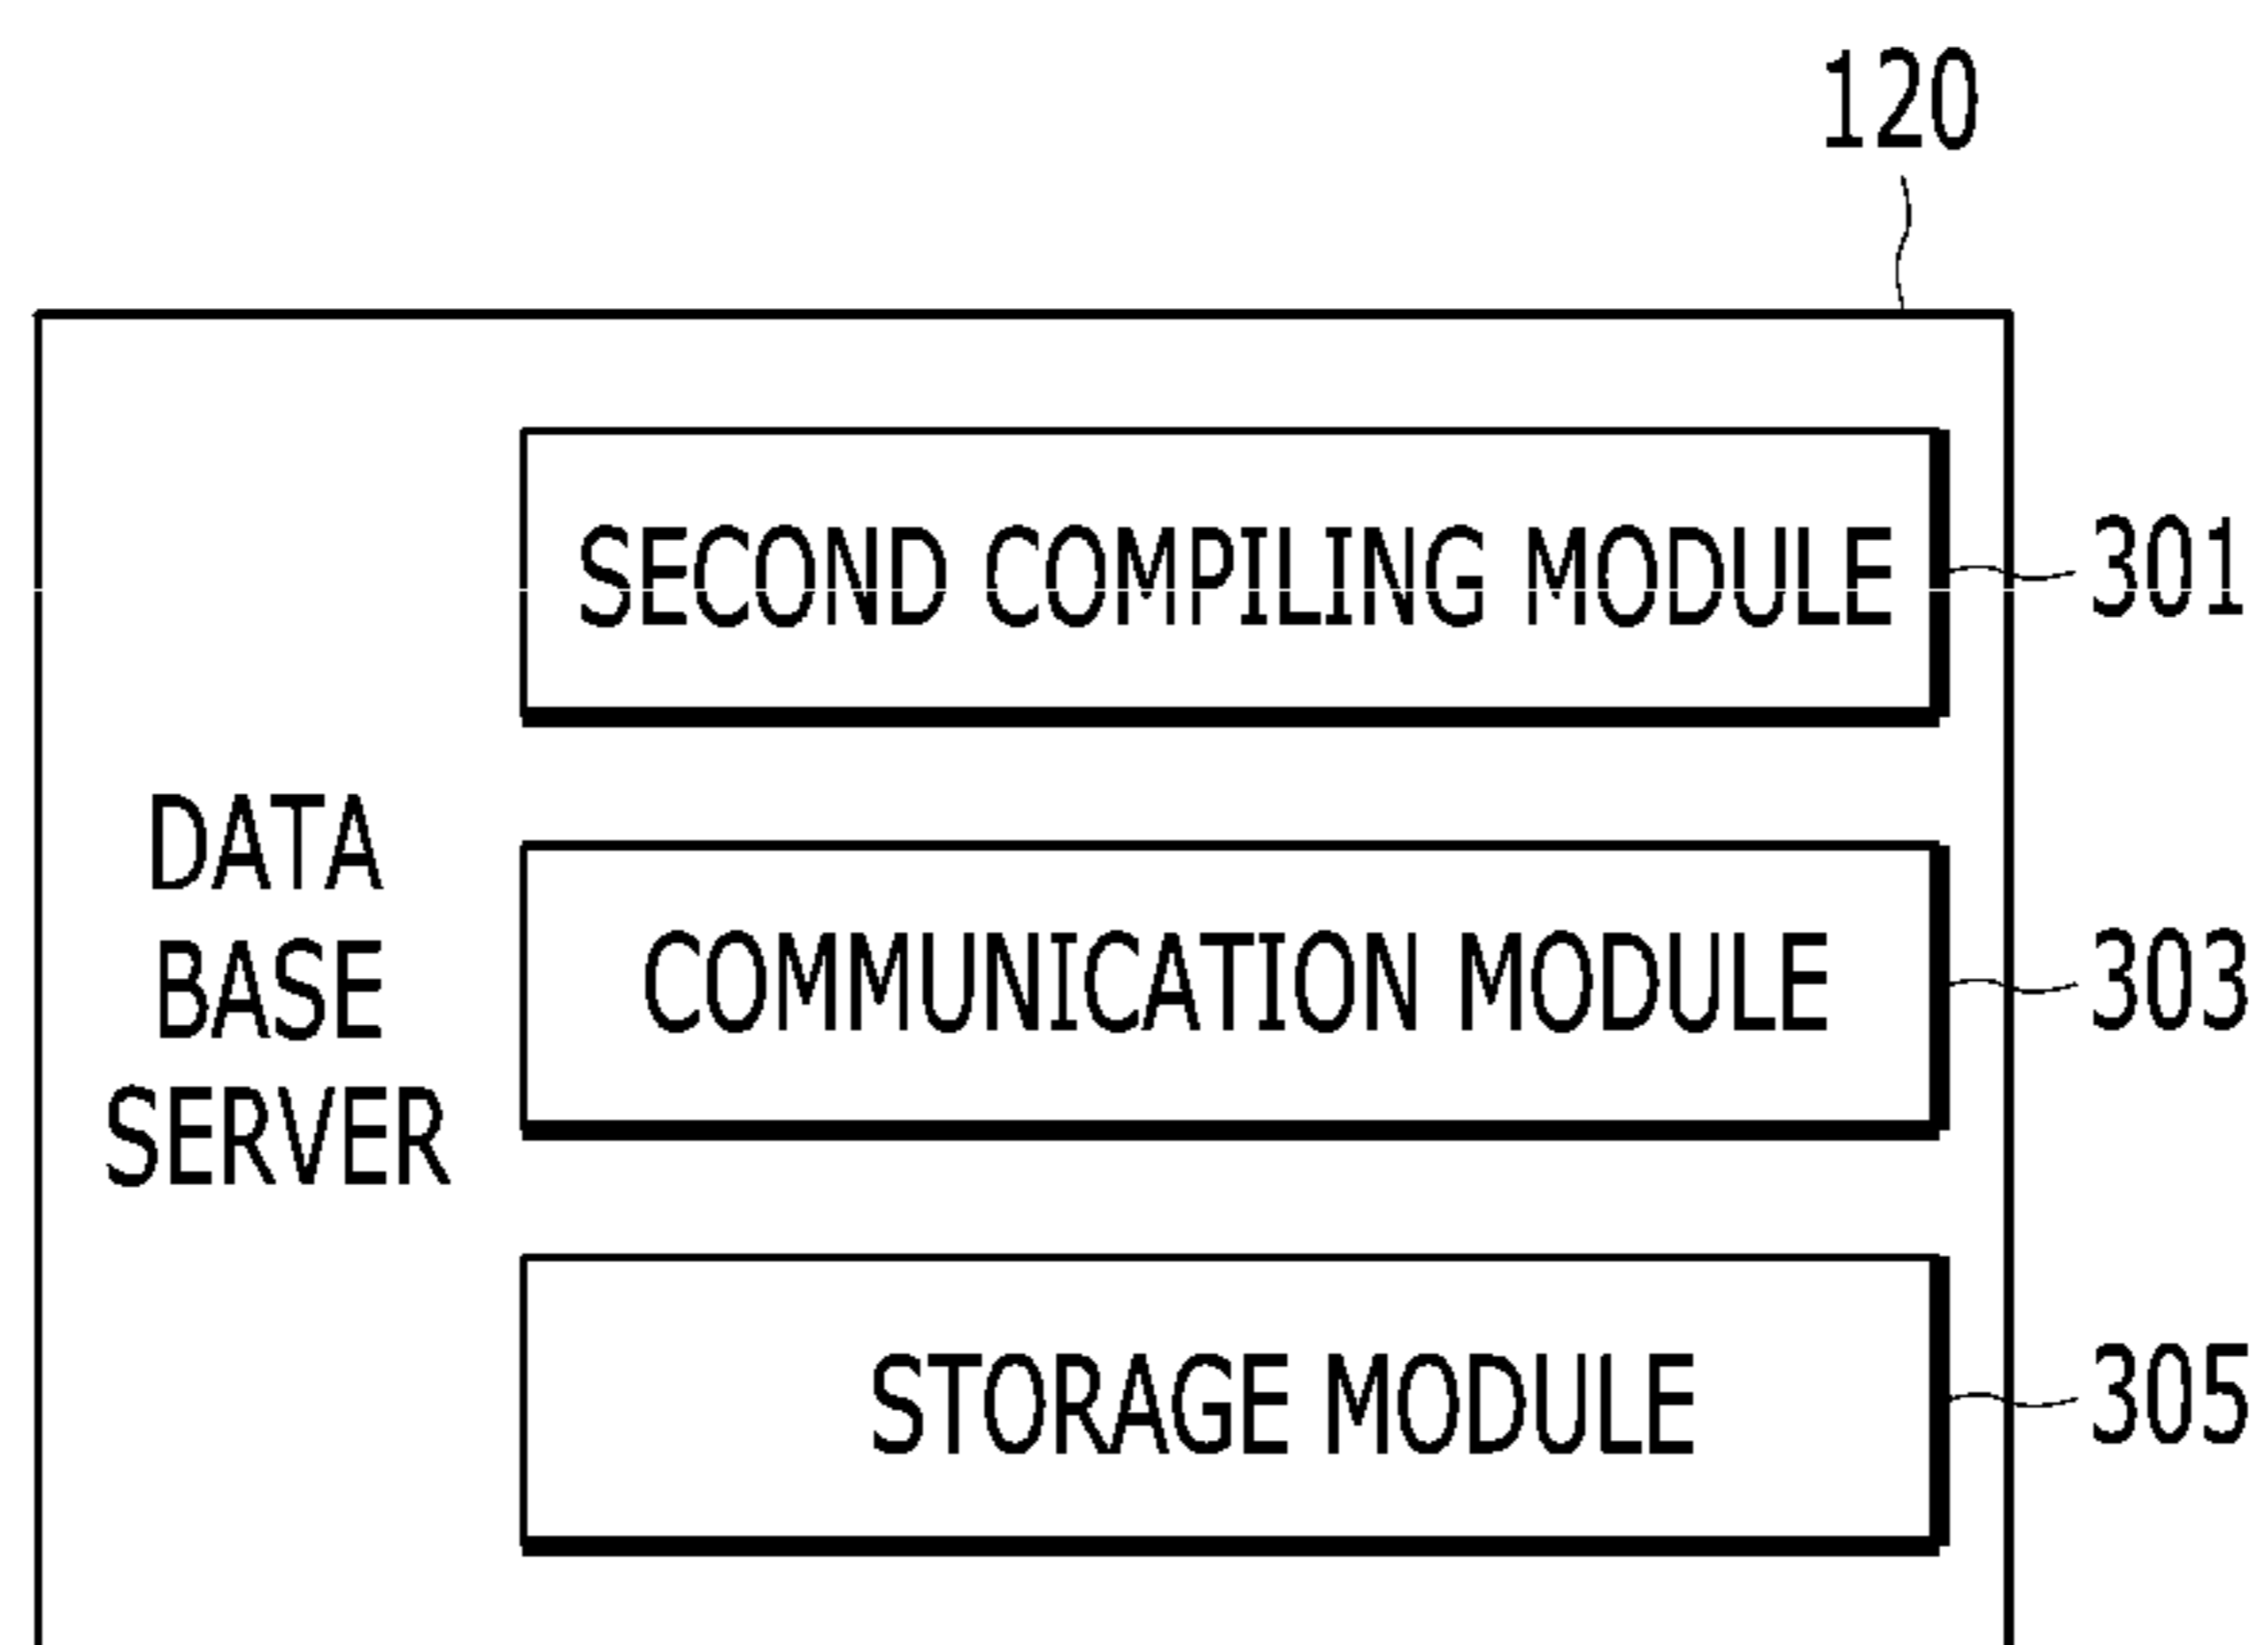 120
SECOND COMPILING MODULE
301
DATA
BASE
SERVER
COMMUNICATION MODULE
303
STORAGE MODULE
305